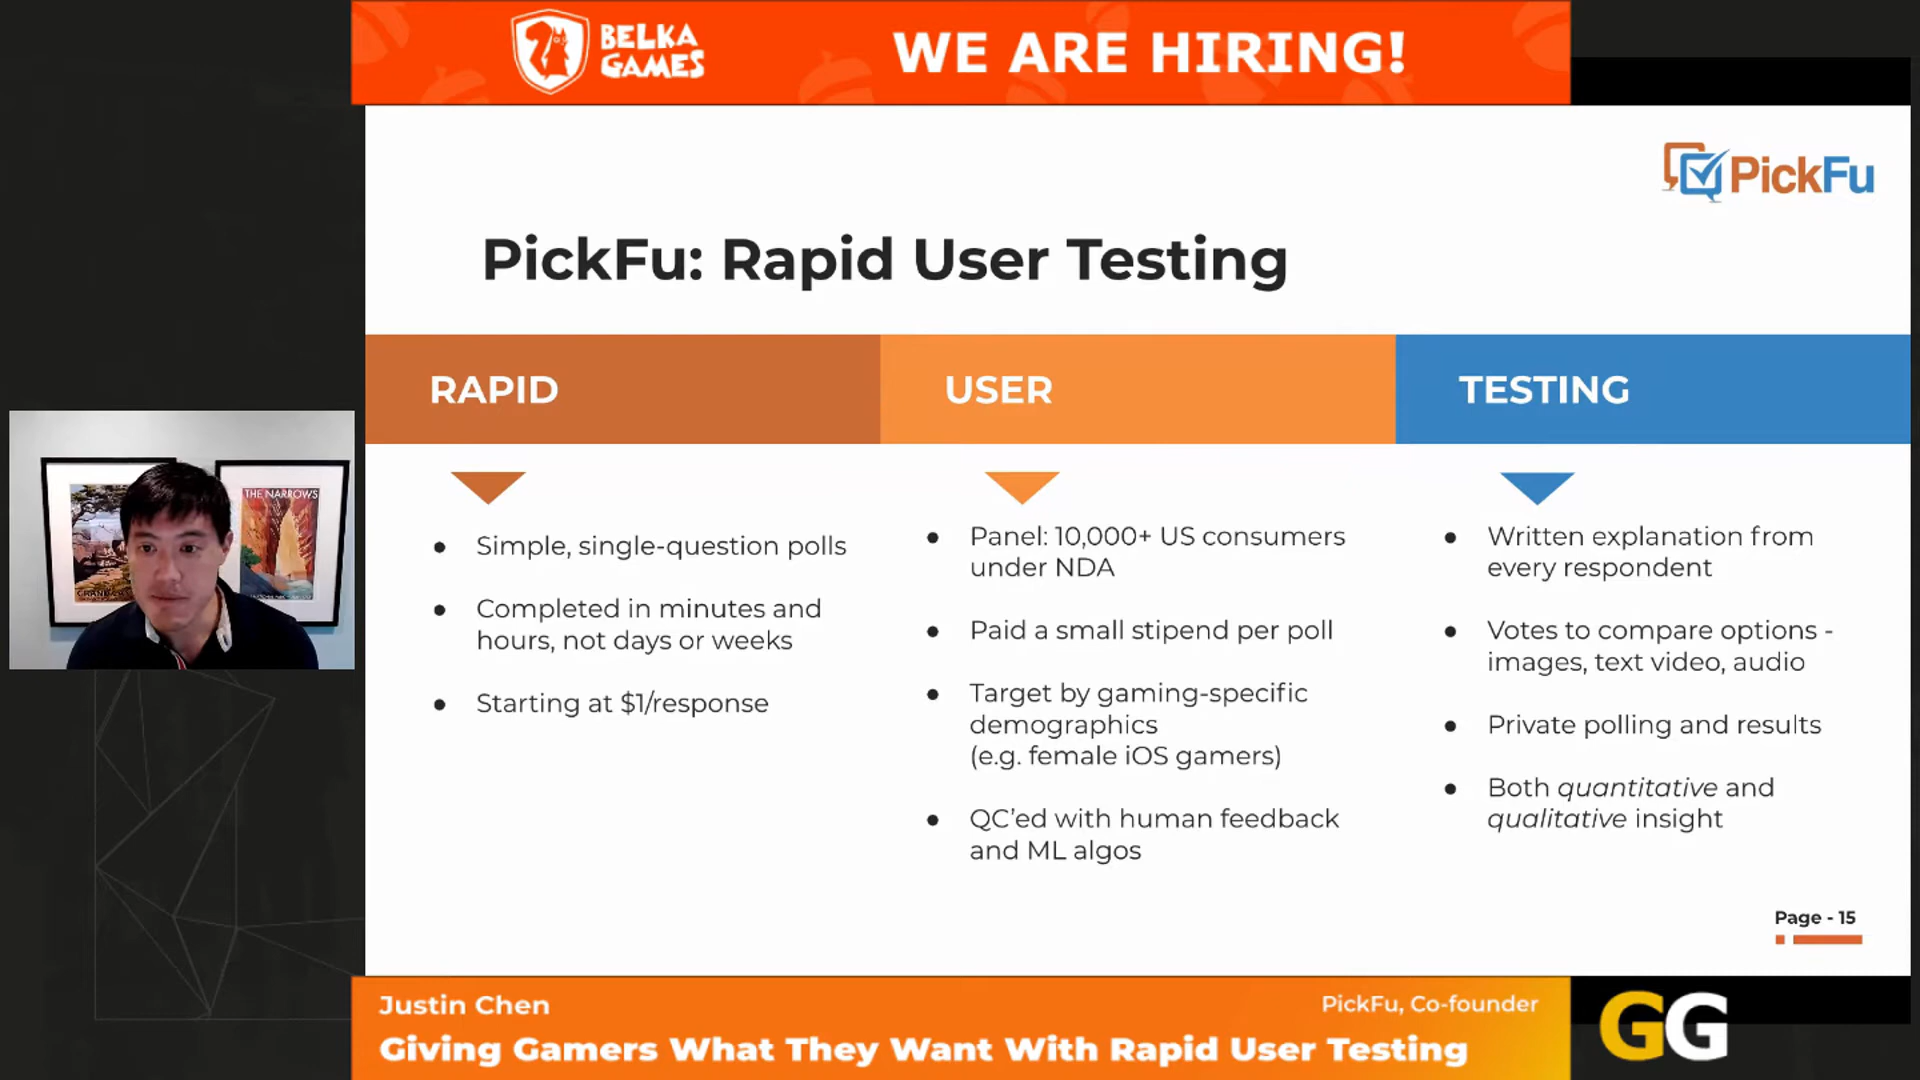 BELKA
GAMES
WE ARE HIRING!
PickFu
PickFu: Rapid User Testing
RAPID
USER
TESTING
● Simple, single-question polls
● Completed in minutes and
hours, not days or weeks
● Starting at $1/response
● Panel: 10,000+ US consumers
under NDA
● Paid a small stipend per poll
● Target by gaming-specific
demographics
(e.g. female iOS gamers)
● QC’ed with human feedback
and ML algos
● Written explanation from
every respondent
● Votes to compare options -
images, text video, audio
● Private polling and results
● Both quantitative and
qualitative insight
Page - 15
THE NARROWS
Justin Chen
PickFu, Co-founder
Giving Gamers What They Want With Rapid User Testing
GG